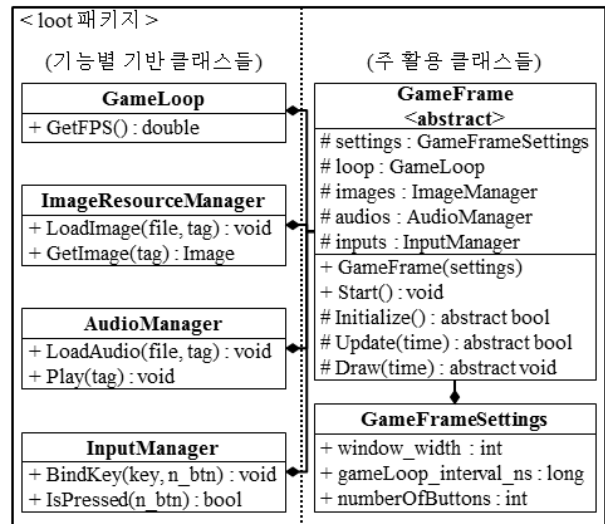 < loot 패키지 >
(기능별 기반 클래스들)
GameLoop
+ GetFPS() : double
ImageResourceManager
+ LoadImage(file, tag) : void
+ GetImage(tag) : Image
AudioManager
+ LoadAudio(file, tag) : void
+ Play(tag) : void
InputManager
+ BindKey(key, n_btn) : void
+ IsPressed(n_btn) : bool
(주 활용 클래스들)
GameFrame
<abstract>
# settings : GameFrameSettings
# loop : GameLoop
# images : ImageManager
# audios : AudioManager
# inputs : InputManager
+ GameFrame(settings)
+ Start() : void
# Initialize() : abstract bool
# Update(time) : abstract bool
# Draw(time) : abstract void
GameFrameSettings
+ window_width : int
+ gameLoop_interval_ns : long
+ numberOfButtons : int